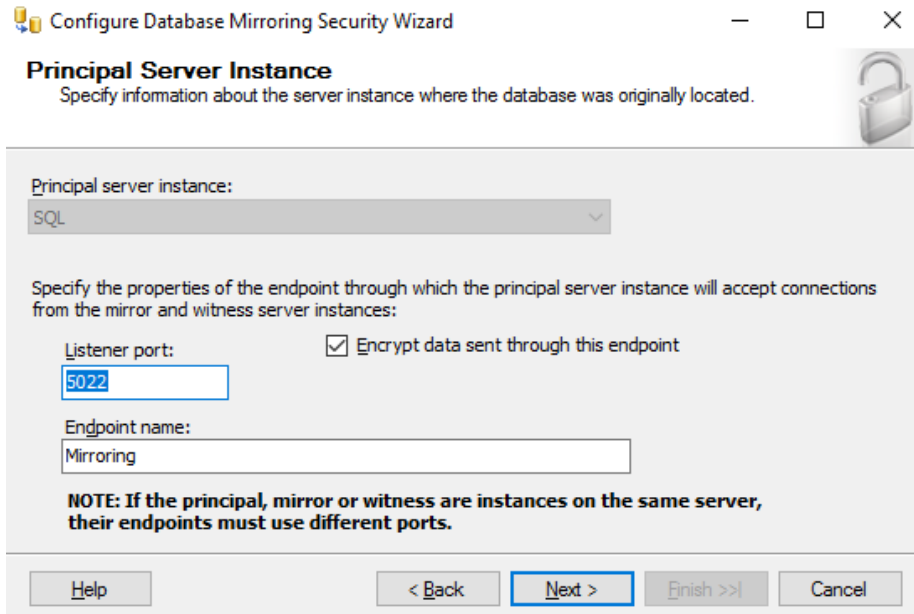 Configure Database Mirroring Security Wizard
Principal Server Instance
Specify information about the server instance where the database was originally located.
Principal server instance:
SQL
Specify the properties of the endpoint through which the principal server instance will accept connections
from the mirror and witness server instances:
Listener port:
Encrypt data sent through this endpoint
5022
Endpoint name:
Mirroring
NOTE: If the principal, mirror or witness are instances on the same server,
their endpoints must use different ports.
Help < Back Next > Finish >>| Cancel